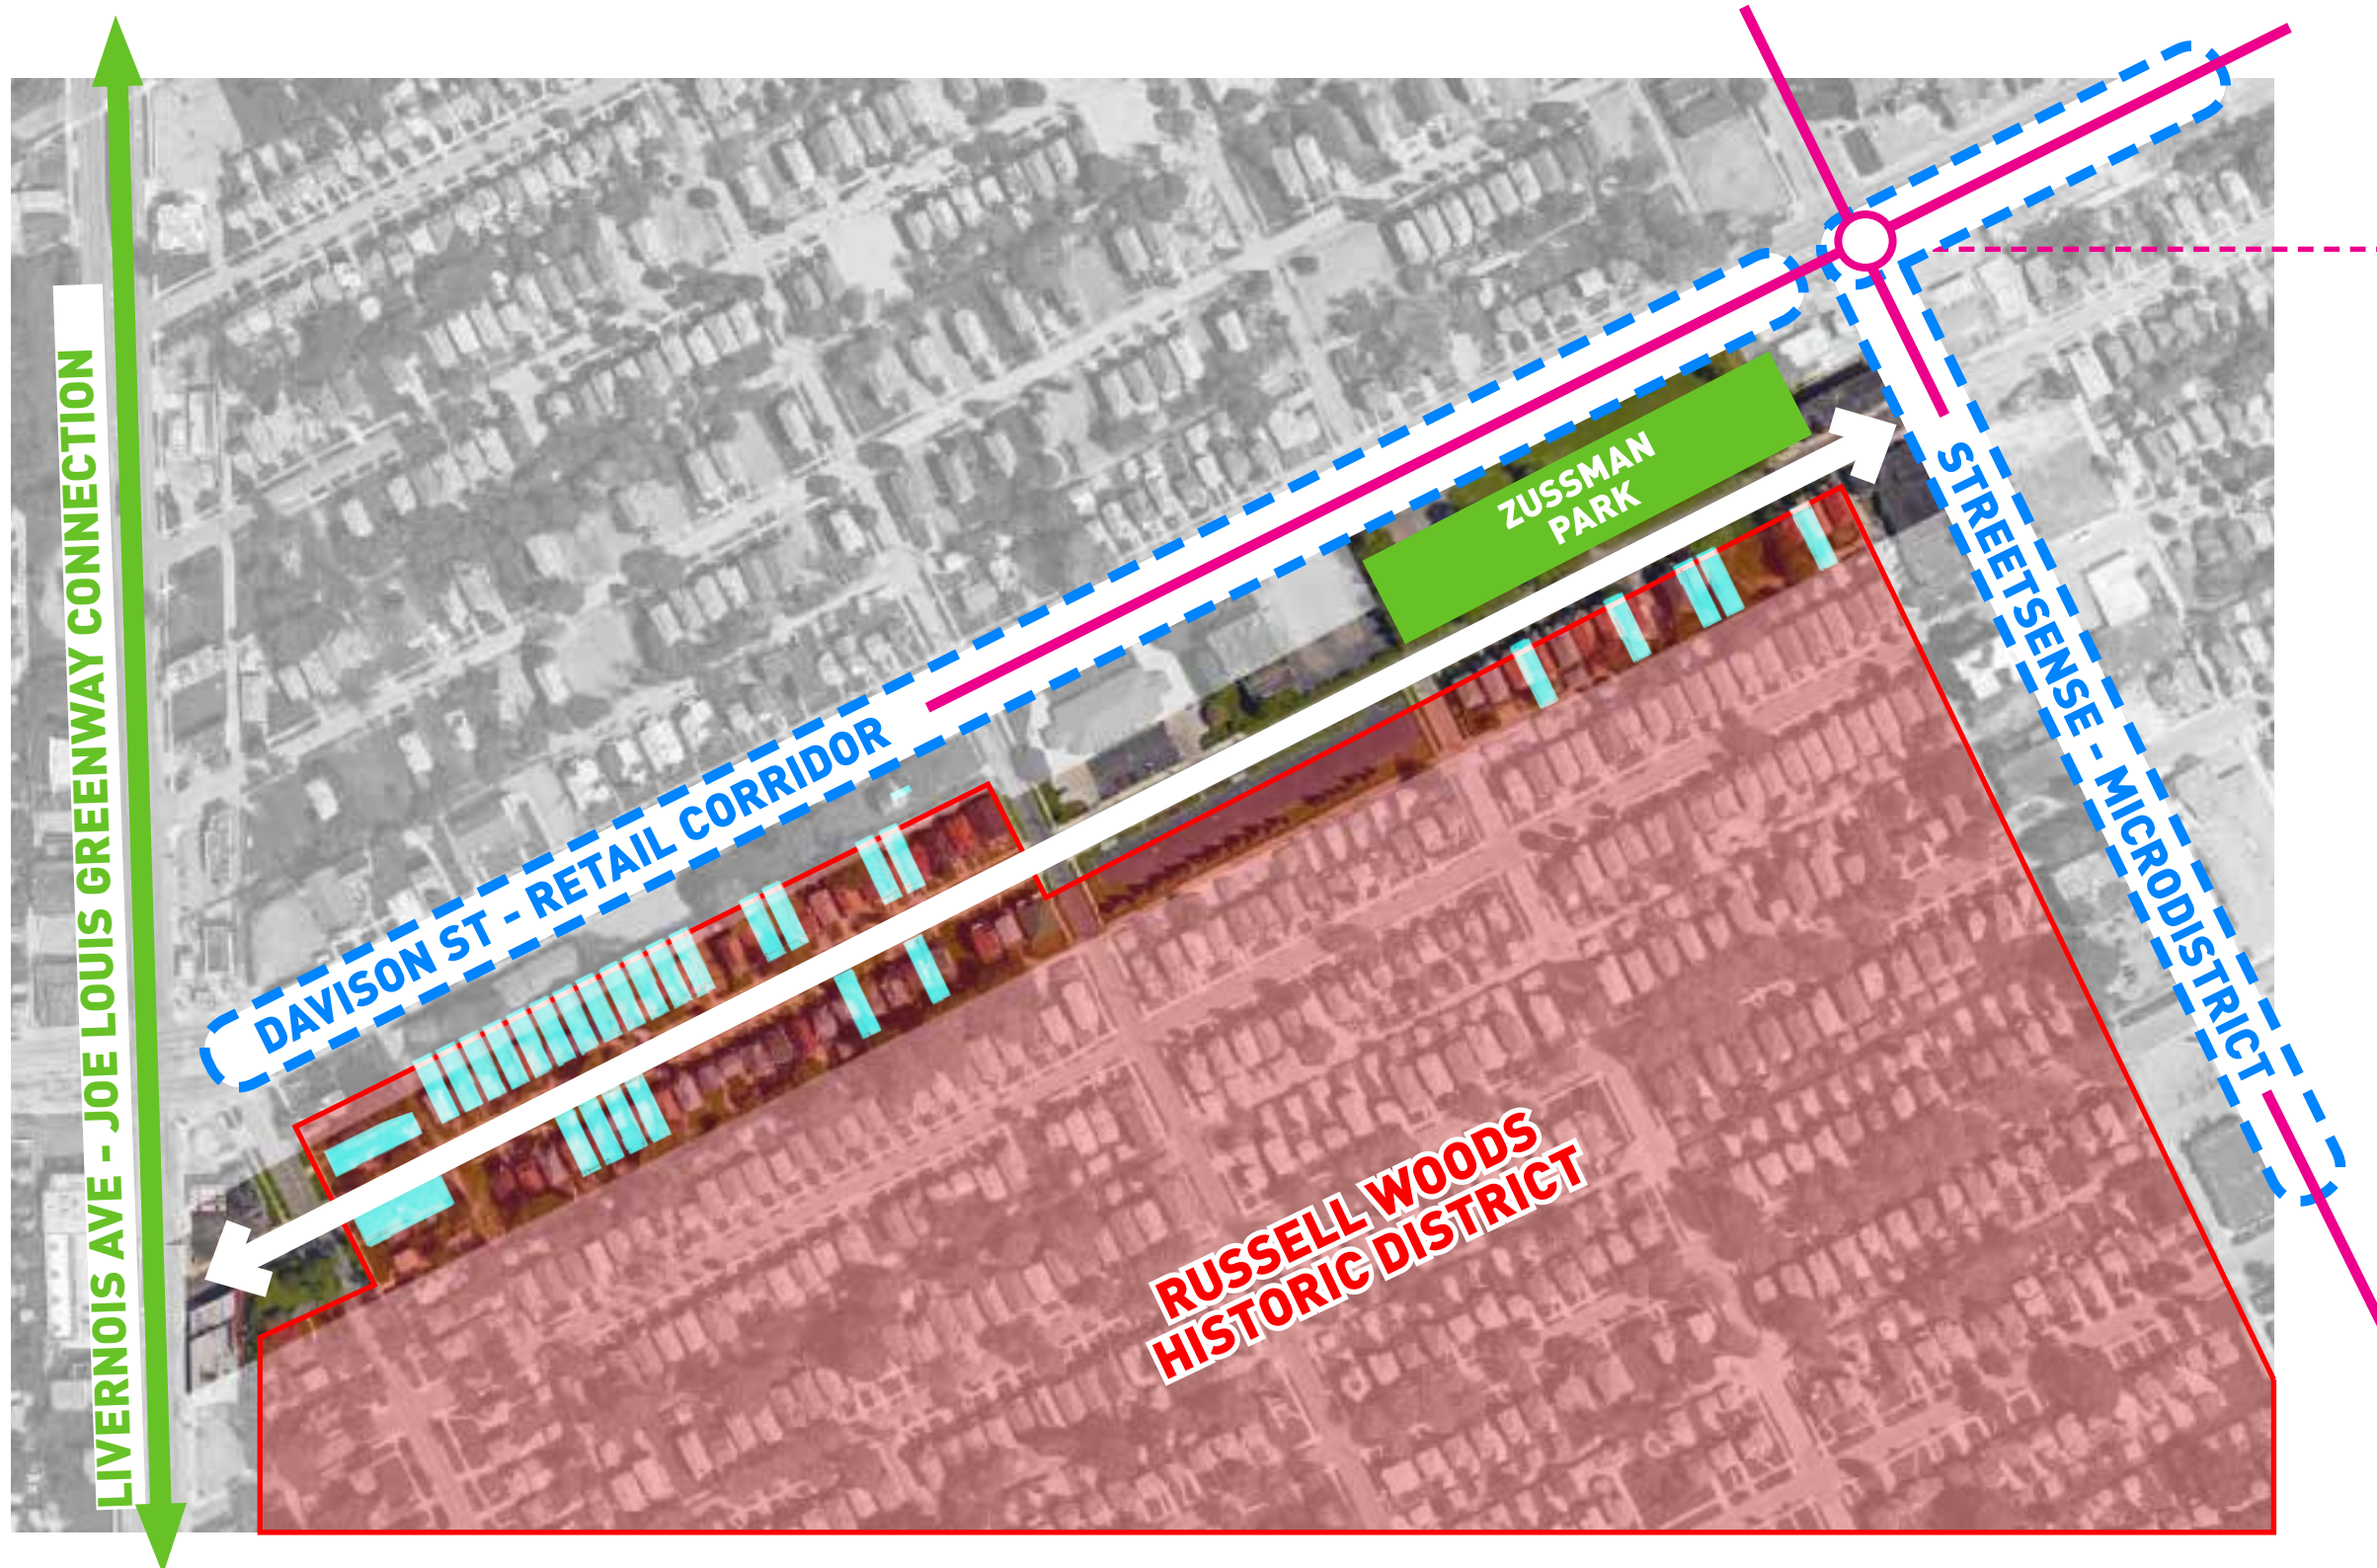 LIVERNOIS AVE - JOE LOUIS GREENWAY CONNECTION
DAVISON ST - RETAIL CORRIDOR
ZUSSMAN
PARK
STREETSENSE - MICRODISTRICT
RUSSELL WOODS
HISTORIC DISTRICT